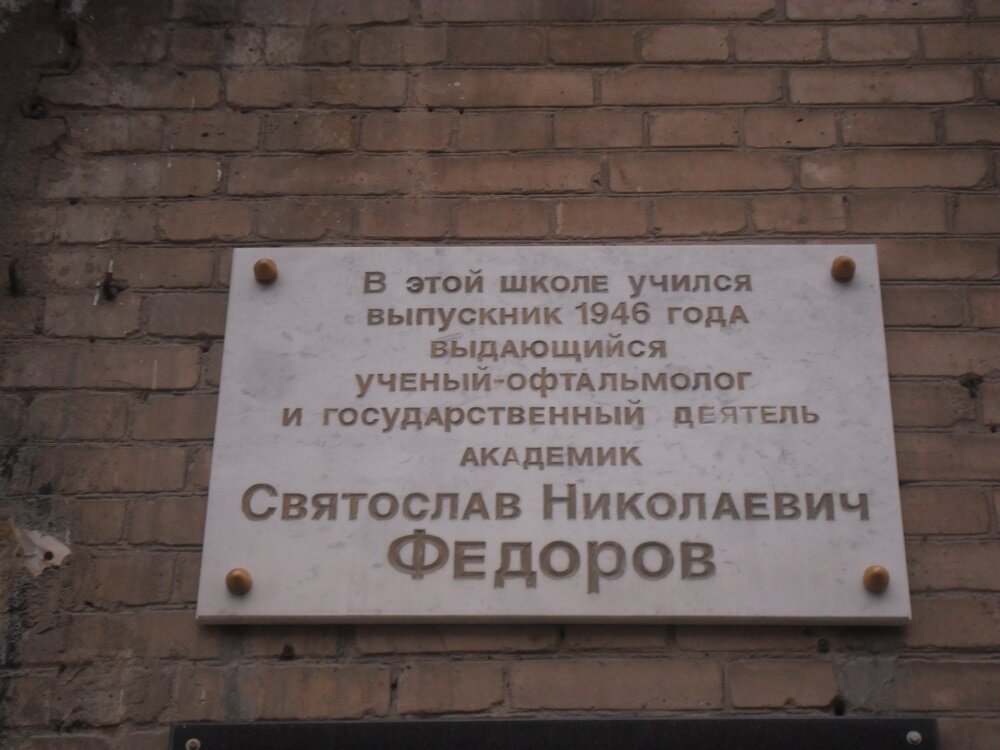 В этой школе учился
выпускник 1946 года
выдающийся
ученый-офтальмолог
и государственный деятель
академик
Святослав Николаевич
Федоров